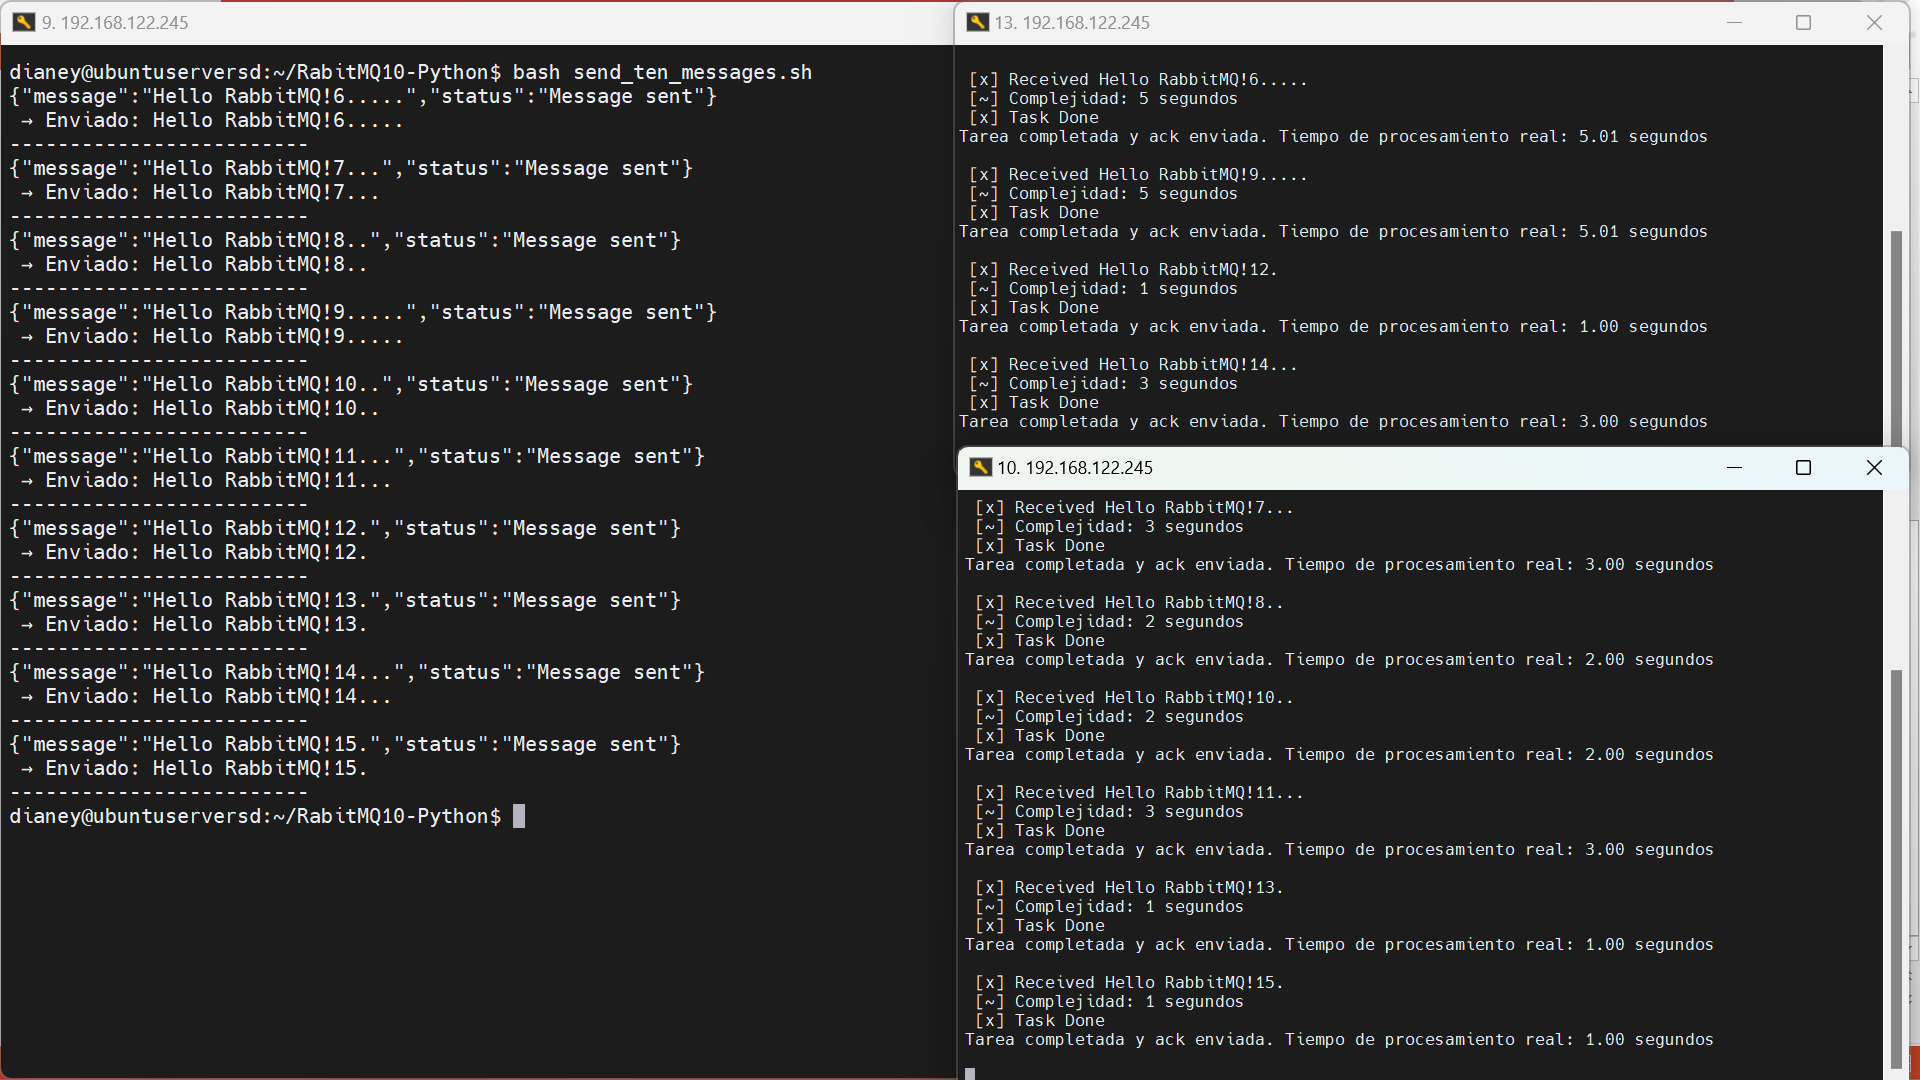 9. 192.168.122.245
dianey@ubuntuserversd:~/RabitMQ10-Python$ bash send_ten_messages.sh
{"message":"Hello RabbitMQ!6.....","status":"Message sent"}
→ Enviado: Hello RabbitMQ!6.....
-------------------------
{"message":"Hello RabbitMQ!7...","status":"Message sent"}
→ Enviado: Hello RabbitMQ!7...
-------------------------
{"message":"Hello RabbitMQ!8..","status":"Message sent"}
→ Enviado: Hello RabbitMQ!8..
-------------------------
{"message":"Hello RabbitMQ!9.....","status":"Message sent"}
→ Enviado: Hello RabbitMQ!9.....
-------------------------
{"message":"Hello RabbitMQ!10..","status":"Message sent"}
→ Enviado: Hello RabbitMQ!10..
-------------------------
{"message":"Hello RabbitMQ!11...","status":"Message sent"}
→ Enviado: Hello RabbitMQ!11...
-------------------------
{"message":"Hello RabbitMQ!12.","status":"Message sent"}
→ Enviado: Hello RabbitMQ!12.
-------------------------
{"message":"Hello RabbitMQ!13.","status":"Message sent"}
→ Enviado: Hello RabbitMQ!13.
-------------------------
{"message":"Hello RabbitMQ!14...","status":"Message sent"}
→ Enviado: Hello RabbitMQ!14...
-------------------------
{"message":"Hello RabbitMQ!15.","status":"Message sent"}
→ Enviado: Hello RabbitMQ!15.
-------------------------
dianey@ubuntuserversd:~/RabitMQ10-Python$
13. 192.168.122.245
[x] Received Hello RabbitMQ!6.....
[~] Complejidad: 5 segundos
[x] Task Done
Tarea completada y ack enviada. Tiempo de procesamiento real: 5.01 segundos
[x] Received Hello RabbitMQ!9.....
[~] Complejidad: 5 segundos
[x] Task Done
Tarea completada y ack enviada. Tiempo de procesamiento real: 5.01 segundos
[x] Received Hello RabbitMQ!12.
[~] Complejidad: 1 segundos
[x] Task Done
Tarea completada y ack enviada. Tiempo de procesamiento real: 1.00 segundos
[x] Received Hello RabbitMQ!14...
[~] Complejidad: 3 segundos
[x] Task Done
Tarea completada y ack enviada. Tiempo de procesamiento real: 3.00 segundos
10. 192.168.122.245
[x] Received Hello RabbitMQ!7...
[~] Complejidad: 3 segundos
[x] Task Done
Tarea completada y ack enviada. Tiempo de procesamiento real: 3.00 segundos
[x] Received Hello RabbitMQ!8..
[~] Complejidad: 2 segundos
[x] Task Done
Tarea completada y ack enviada. Tiempo de procesamiento real: 2.00 segundos
[x] Received Hello RabbitMQ!10..
[~] Complejidad: 2 segundos
[x] Task Done
Tarea completada y ack enviada. Tiempo de procesamiento real: 2.00 segundos
[x] Received Hello RabbitMQ!11...
[~] Complejidad: 3 segundos
[x] Task Done
Tarea completada y ack enviada. Tiempo de procesamiento real: 3.00 segundos
[x] Received Hello RabbitMQ!13.
[~] Complejidad: 1 segundos
[x] Task Done
Tarea completada y ack enviada. Tiempo de procesamiento real: 1.00 segundos
[x] Received Hello RabbitMQ!15.
[~] Complejidad: 1 segundos
[x] Task Done
Tarea completada y ack enviada. Tiempo de procesamiento real: 1.00 segundos